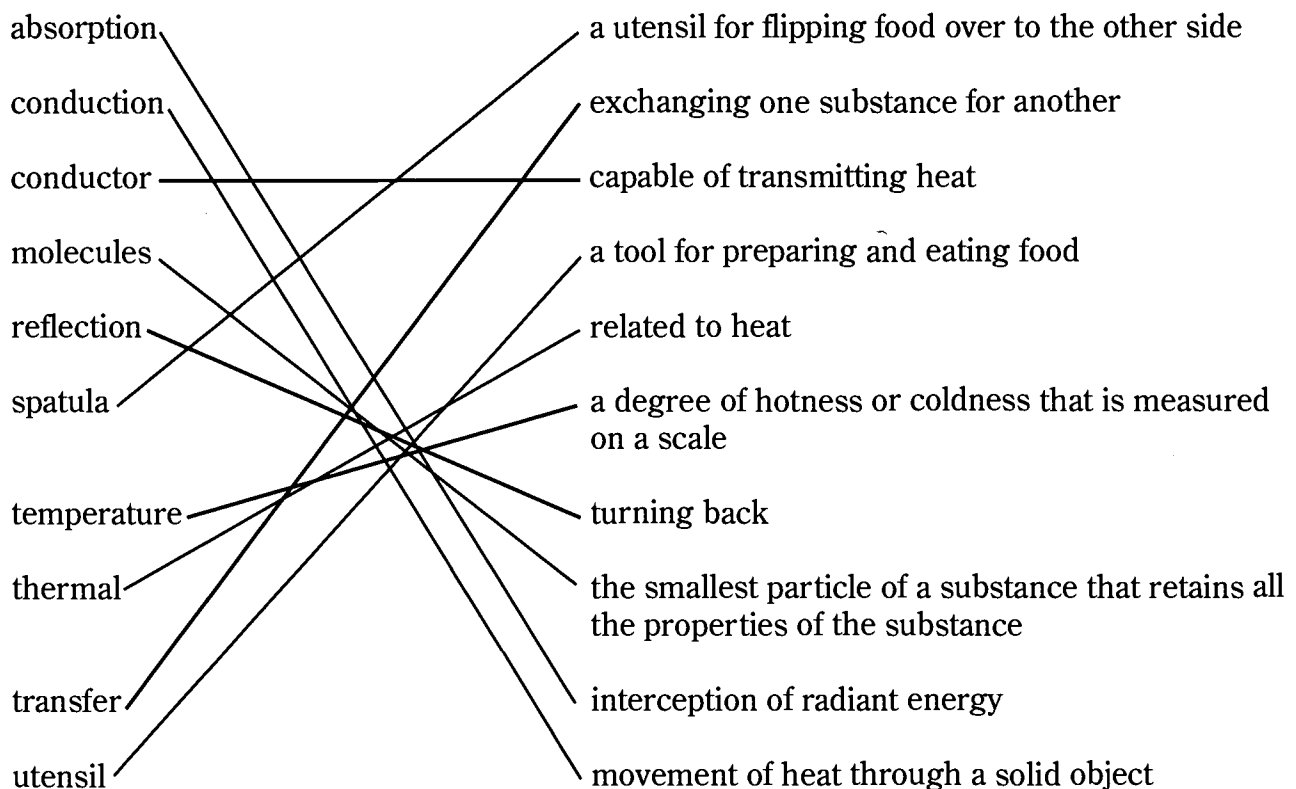 absorption a utensil for flipping food over to the other side
conduction exchanging one substance for another
conductor capable of transmitting heat
molecules a tool for preparing and eating food
reflection related to heat
spatula a degree of hotness or coldness that is measured
on a scale
temperature turning back
thermal the smallest particle of a substance that retains all
the properties of the substance
transfer interception of radiant energy
utensil movement of heat through a solid object